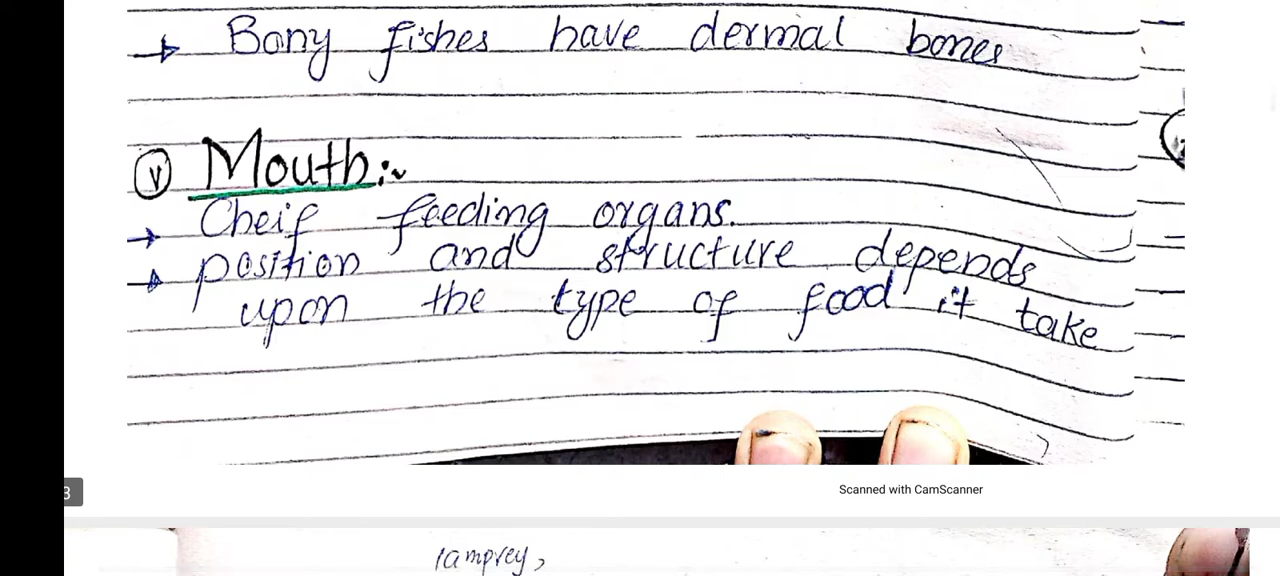 → Bony fishes have dermal bones
(v) Mouth:~
→ Cheif feeding organs.
→ position and structure depends
upon the type of food it take
3
Scanned with CamScanner
lamprey,